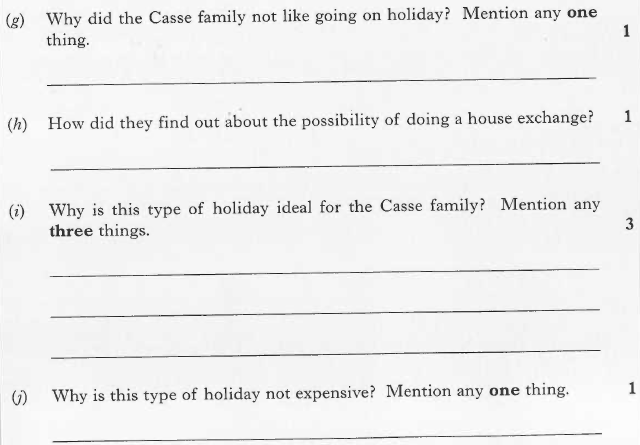 (g) Why did the Casse family not like going on holiday? Mention any one
thing. 1
(h) How did they find out about the possibility of doing a house exchange? 1
(i) Why is this type of holiday ideal for the Casse family? Mention any
three things. 3
(j) Why is this type of holiday not expensive? Mention any one thing. 1